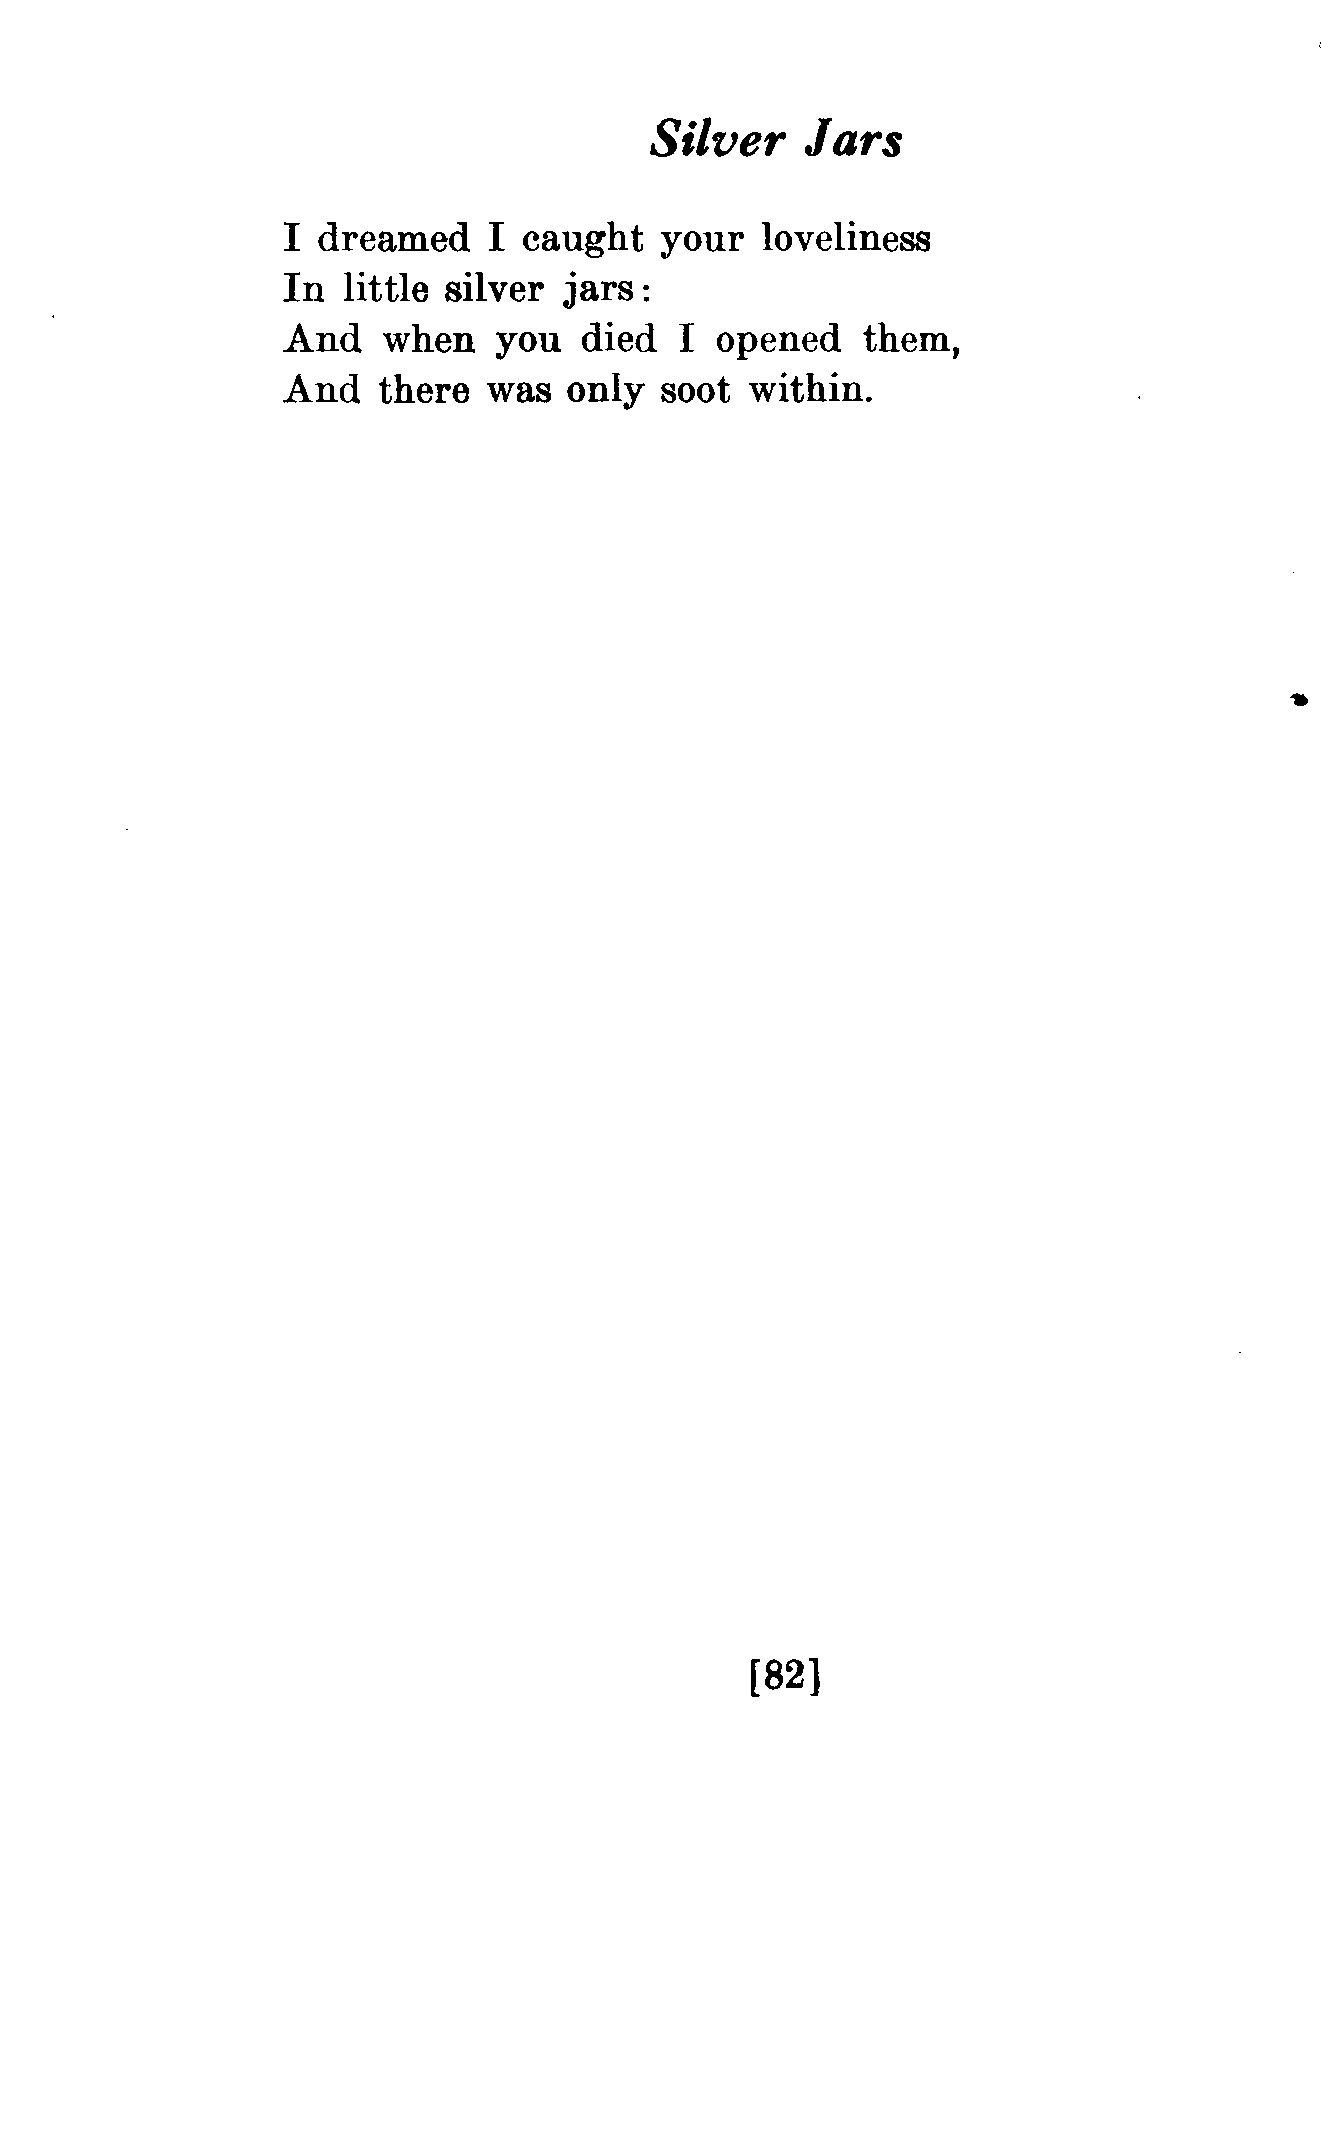 Silver Jars
I dreamed I caught your loveliness
In little silver jars:
And when you died I opened them,
And there was only soot within.
[82]